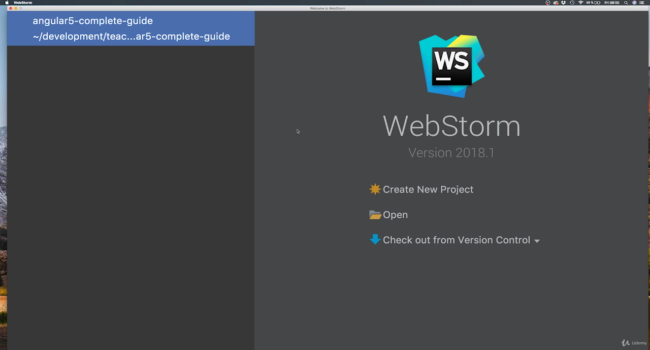 WebStorm
Welcome to WebStorm
angular5-complete-guide
~/development/teac...ar5-complete-guide
WS
WebStorm
Version 2018.1
Create New Project
Open
Check out from Version Control
Udemy